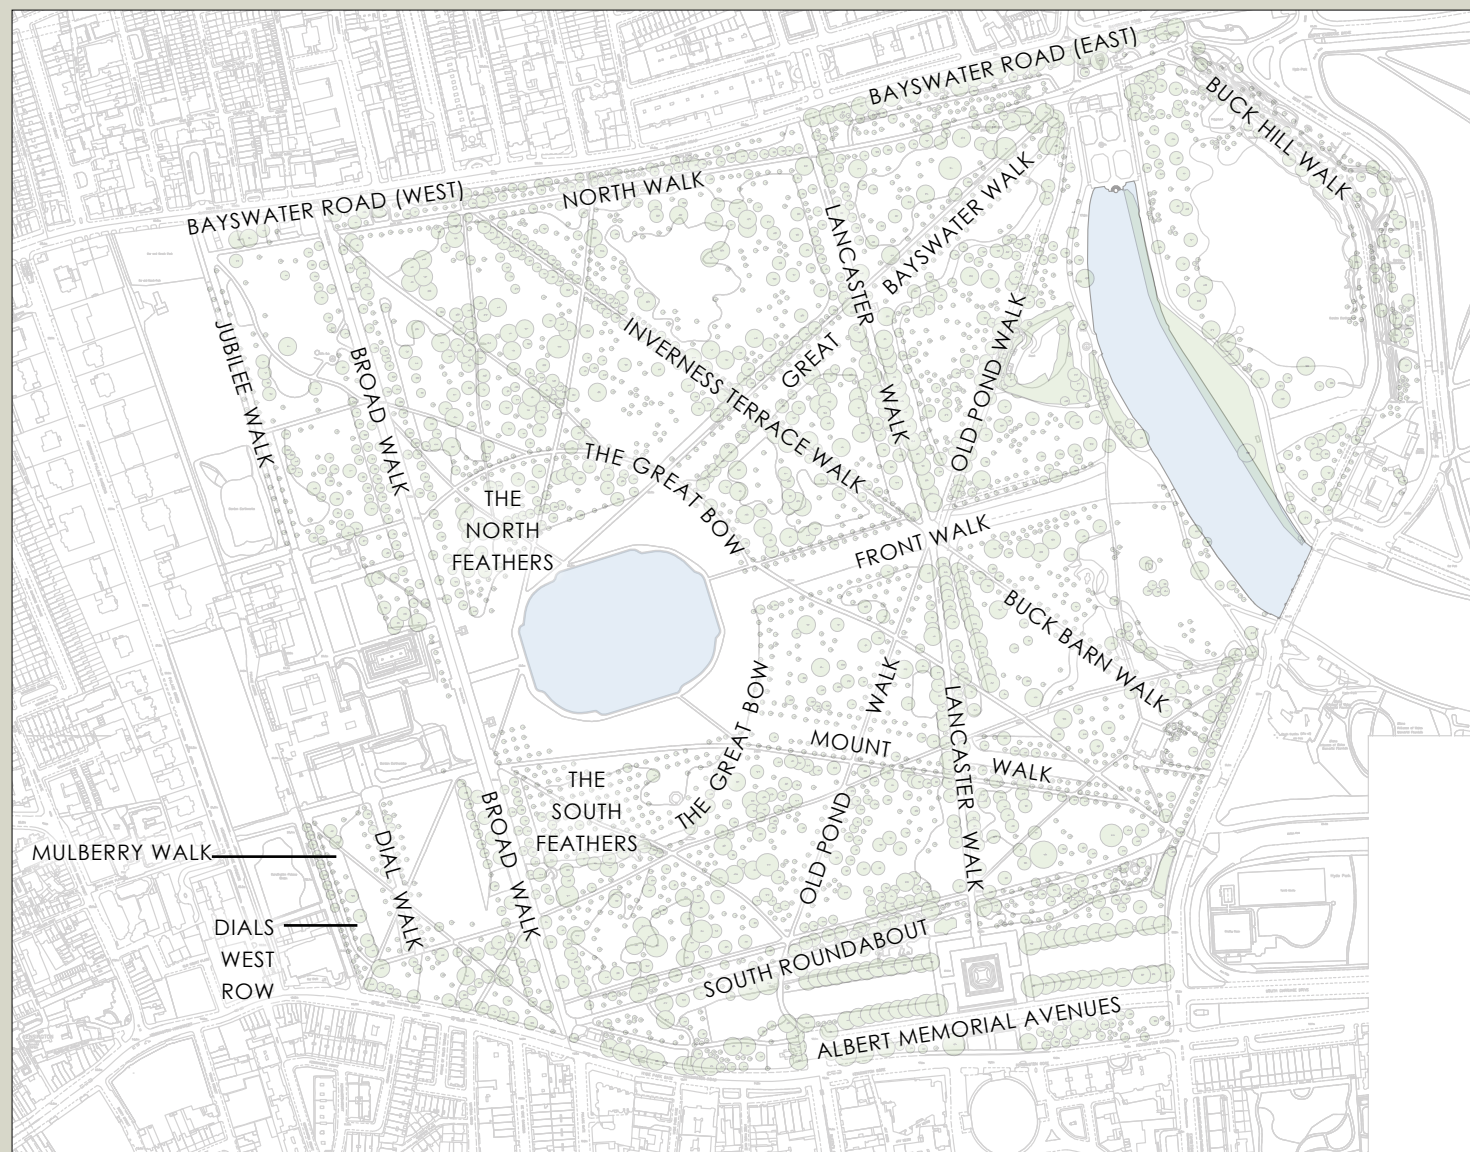 BAYSWATER ROAD (EAST)
BUCK HILL WALK
BAYSWATER ROAD (WEST)
NORTH WALK
LANCASTER WALK
GREAT BAYSWATER WALK
OLD POND WALK
INVERNESS TERRACE WALK
JUBILEE WALK
BROAD WALK
THE GREAT BOW
THE
NORTH
FEATHERS
FRONT WALK
BUCK BARN WALK
THE GREAT BOW
OLD POND WALK
LANCASTER WALK
MOUNT WALK
THE
SOUTH
FEATHERS
BROAD WALK
DIAL WALK
MULBERRY WALK
DIALS
WEST
ROW
SOUTH ROUNDABOUT
ALBERT MEMORIAL AVENUES